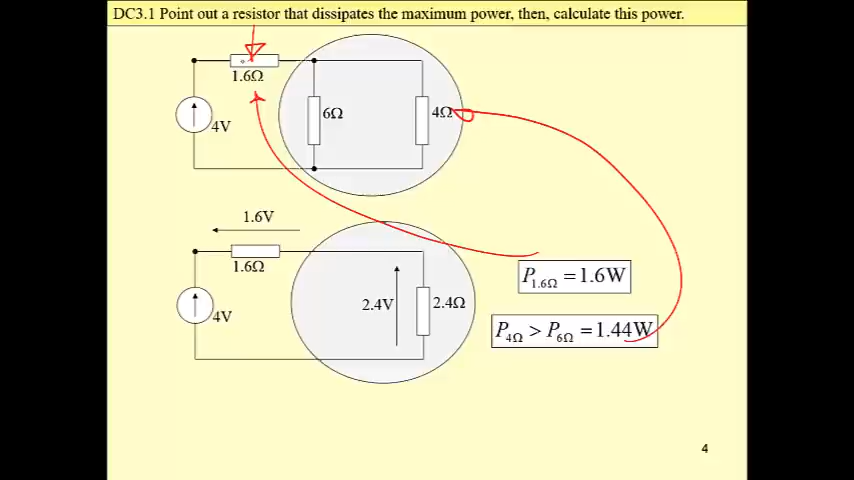 DC3.1 Point out a resistor that dissipates the maximum power, then, calculate this power.
1.6Ω
6Ω
4Ω
4V
1.6V
1.6Ω
2.4V
2.4Ω
4V
P1.6Ω = 1.6W
P4Ω > P6Ω = 1.44W
4